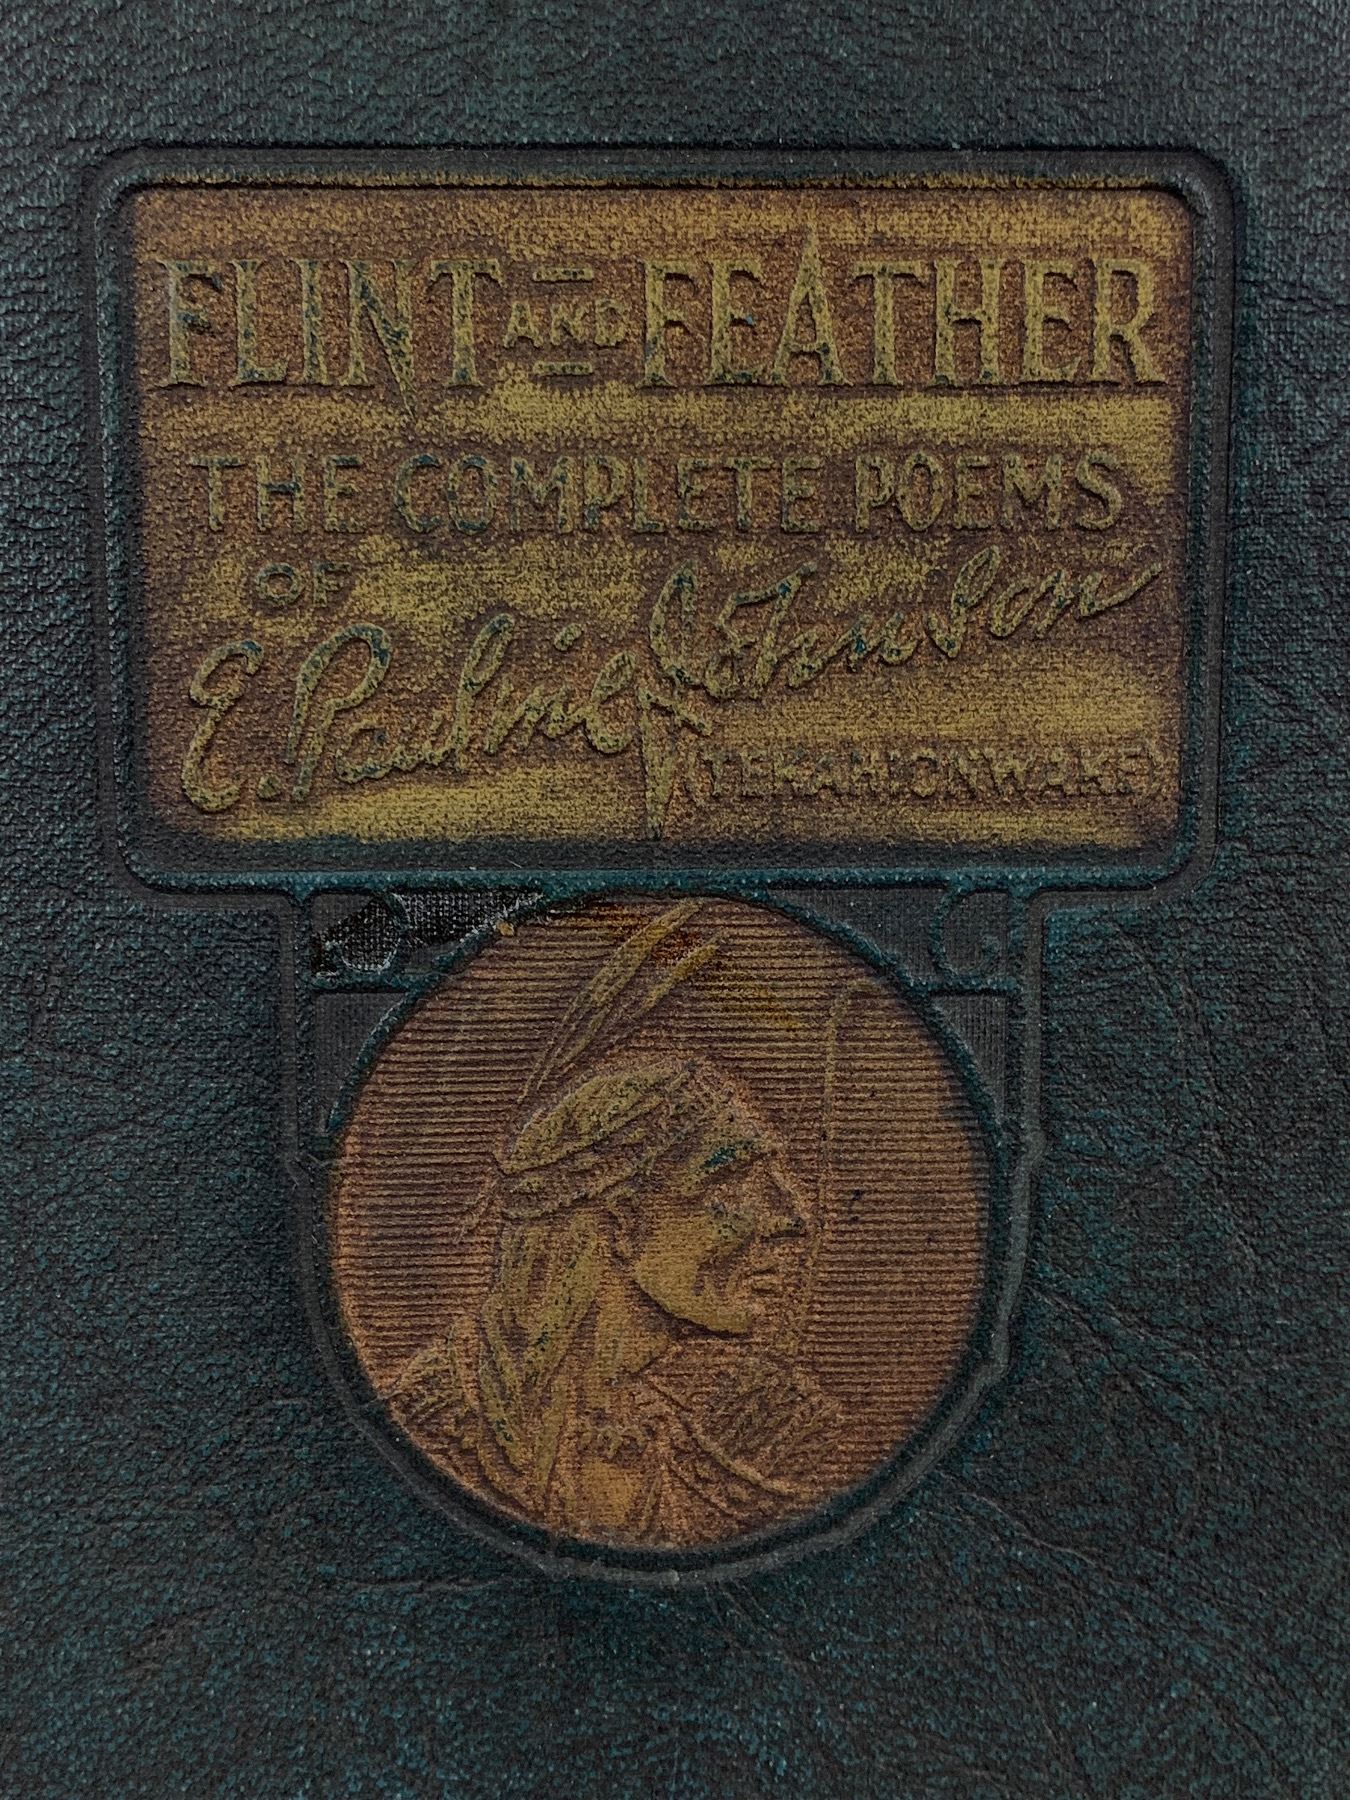 FLINT AND FEATHER
THE COMPLETE POEMS
OF
E. Pauline Johnson
(TEKAHIONWAKE)